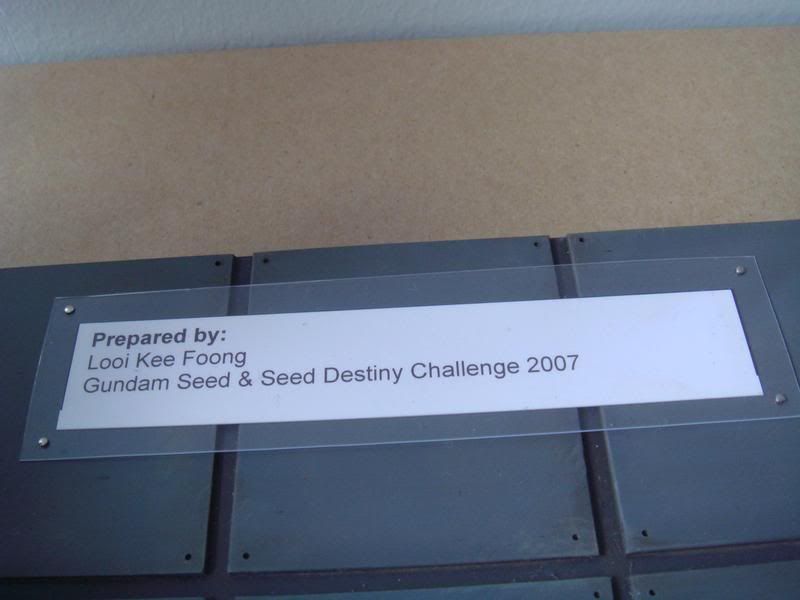 Prepared by:
Looi Kee Foong
Gundam Seed & Seed Destiny Challenge 2007